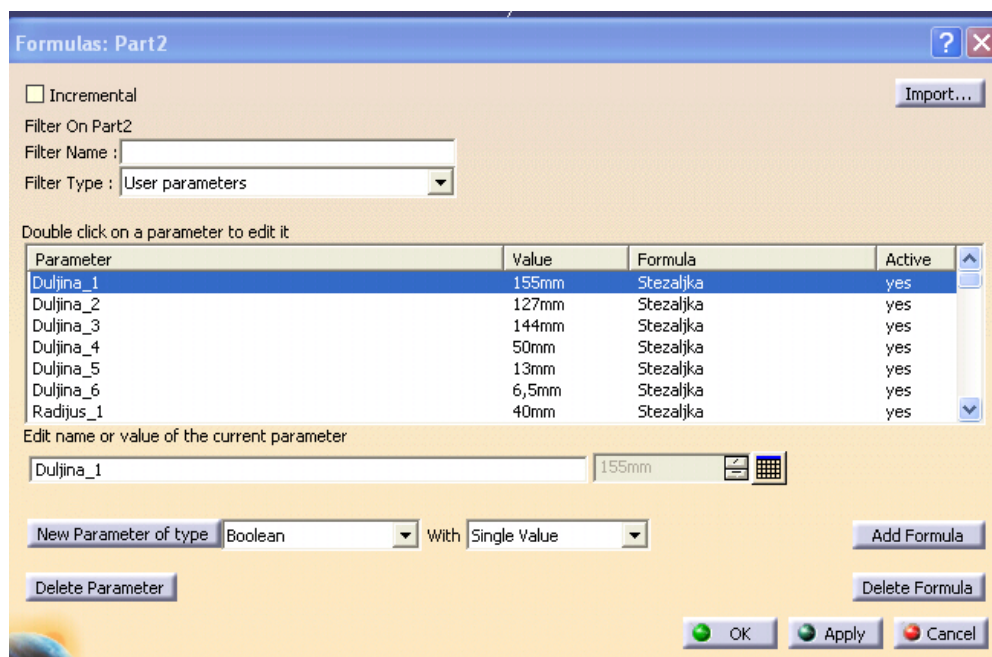 Formulas: Part2
Incremental
Import...
Filter On Part2
Filter Name :
Filter Type : User parameters
Double click on a parameter to edit it
Parameter Value Formula Active
Duljina_1 155mm Stezaljka yes
Duljina_2 127mm Stezaljka yes
Duljina_3 144mm Stezaljka yes
Duljina_4 50mm Stezaljka yes
Duljina_5 13mm Stezaljka yes
Duljina_6 6,5mm Stezaljka yes
Radijus_1 40mm Stezaljka yes
Edit name or value of the current parameter
Duljina_1 155mm
New Parameter of type Boolean With Single Value Add Formula
Delete Parameter Delete Formula
OK Apply Cancel